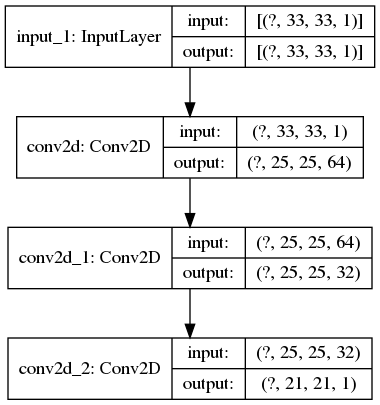 input_1: InputLayer
input: [(?, 33, 33, 1)]
output: [(?, 33, 33, 1)]
conv2d: Conv2D
input: (?, 33, 33, 1)
output: (?, 25, 25, 64)
conv2d_1: Conv2D
input: (?, 25, 25, 64)
output: (?, 25, 25, 32)
conv2d_2: Conv2D
input: (?, 25, 25, 32)
output: (?, 21, 21, 1)